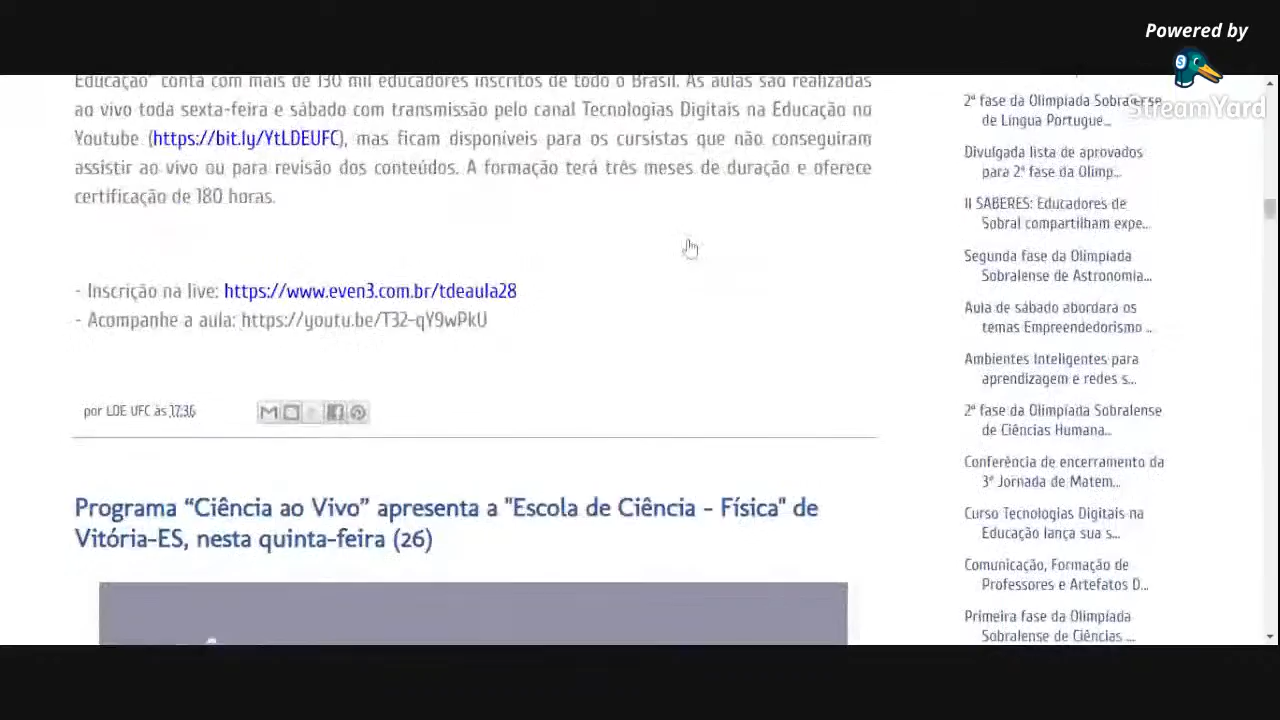 Powered by
StreamYard
Educação" conta com mais de 130 mil educadores inscritos de todo o Brasil. As aulas são realizadas
ao vivo toda sexta-feira e sábado com transmissão pelo canal Tecnologias Digitais na Educação no
Youtube (https://bit.ly/YtLDEUFC), mas ficam disponíveis para os cursistas que não conseguiram
assistir ao vivo ou para revisão dos conteúdos. A formação terá três meses de duração e oferece
certificação de 180 horas.
- Inscrição na live: https://www.even3.com.br/tdeaula28
- Acompanhe a aula: https://youtu.be/T32-qY9wPkU
por LDE UFC às 17:36
Programa “Ciência ao Vivo” apresenta a "Escola de Ciência - Física" de
Vitória-ES, nesta quinta-feira (26)
2ª fase da Olimpíada Sobralense
de Língua Portugue...
Divulgada lista de aprovados
para 2ª fase da Olimp...
II SABERES: Educadores de
Sobral compartilham expe...
Segunda fase da Olimpíada
Sobralense de Astronomia...
Aula de sábado abordará os
temas Empreendedorismo ...
Ambientes Inteligentes para
aprendizagem e redes s...
2ª fase da Olimpíada Sobralense
de Ciências Humana...
Conferência de encerramento da
3ª Jornada de Matem...
Curso Tecnologias Digitais na
Educação lança sua s...
Comunicação, Formação de
Professores e Artefatos D...
Primeira fase da Olimpíada
Sobralense de Ciências ...